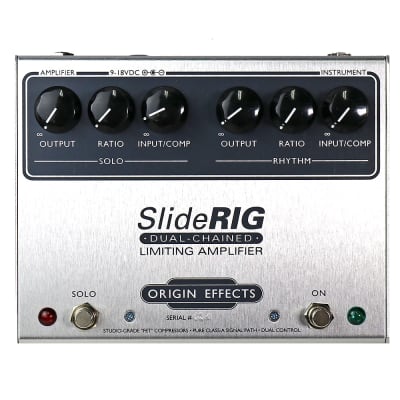 AMPLIFIER 9-18VDC INSTRUMENT
∞ ∞
OUTPUT RATIO INPUT/COMP OUTPUT RATIO INPUT/COMP
SOLO RHYTHM
SlideRIG
DUAL-CHAINED
LIMITING AMPLIFIER
SOLO ORIGIN EFFECTS ON
SERIAL#
STUDIO-GRADE "FET" COMPRESSORS • PURE CLASS-A SIGNAL PATH • DUAL CONTROL